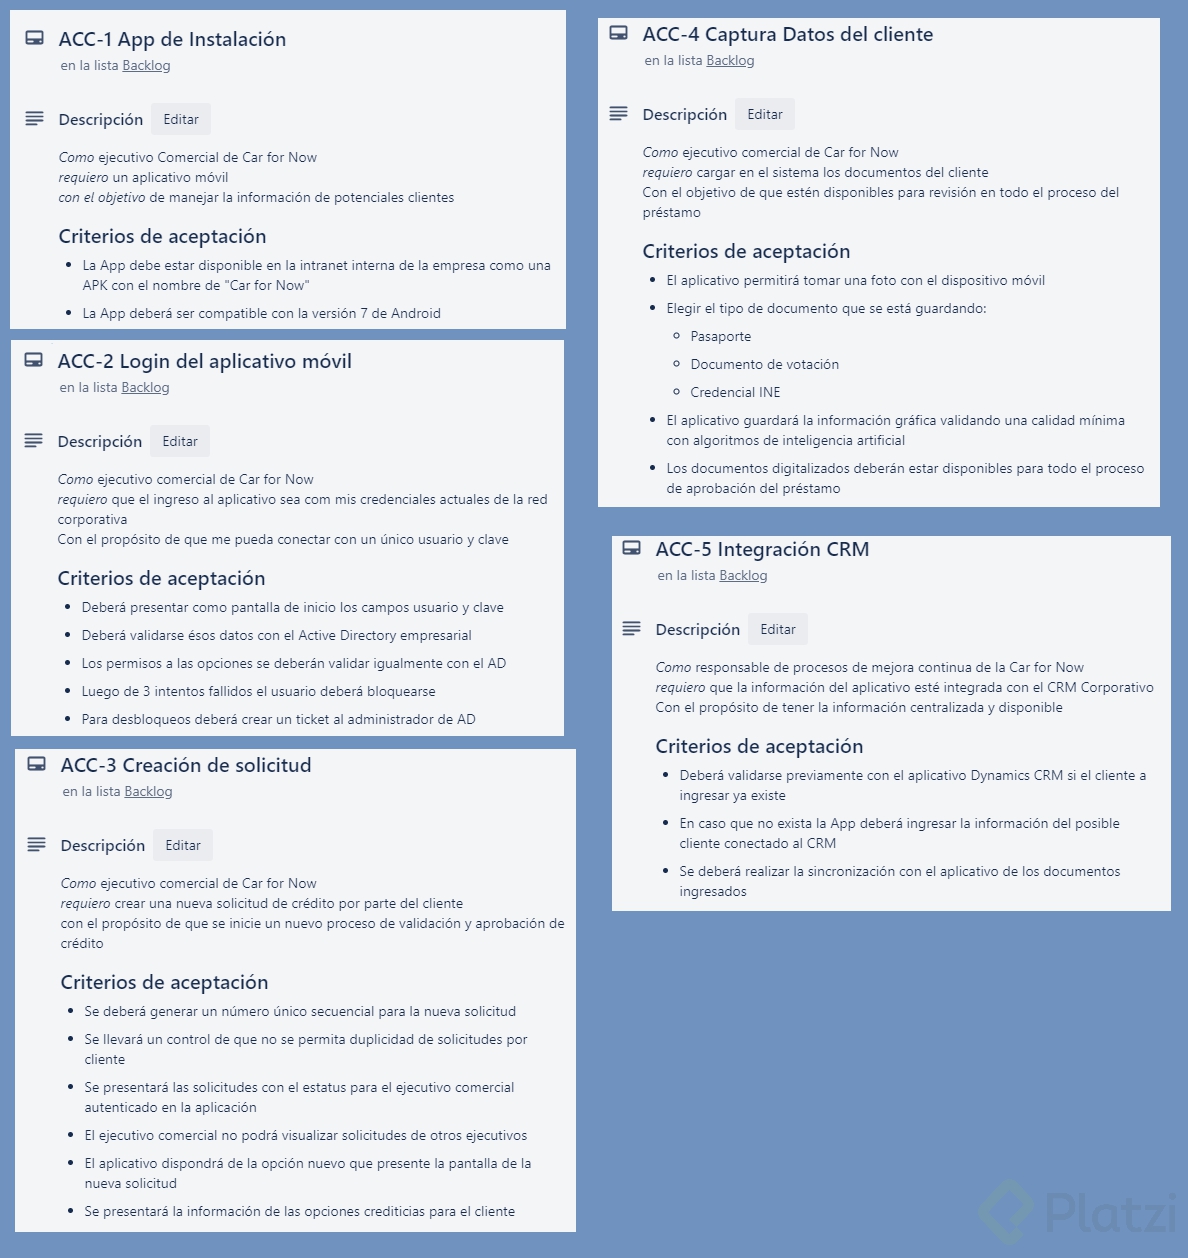 ACC-1 App de Instalación
en la lista Backlog
Descripción Editar
Como ejecutivo Comercial de Car for Now
requiero un aplicativo móvil
con el objetivo de manejar la información de potenciales clientes
Criterios de aceptación
• La App debe estar disponible en la intranet interna de la empresa como una
APK con el nombre de "Car for Now"
• La App deberá ser compatible con la versión 7 de Android
ACC-2 Login del aplicativo móvil
en la lista Backlog
Descripción Editar
Como ejecutivo comercial de Car for Now
requiero que el ingreso al aplicativo sea com mis credenciales actuales de la red
corporativa
Con el propósito de que me pueda conectar con un único usuario y clave
Criterios de aceptación
• Deberá presentar como pantalla de inicio los campos usuario y clave
• Deberá validarse ésos datos con el Active Directory empresarial
• Los permisos a las opciones se deberán validar igualmente con el AD
• Luego de 3 intentos fallidos el usuario deberá bloquearse
• Para desbloqueos deberá crear un ticket al administrador de AD
ACC-3 Creación de solicitud
en la lista Backlog
Descripción Editar
Como ejecutivo comercial de Car for Now
requiero crear una nueva solicitud de crédito por parte del cliente
con el propósito de que se inicie un nuevo proceso de validación y aprobación de
crédito
Criterios de aceptación
• Se deberá generar un número único secuencial para la nueva solicitud
• Se llevará un control de que no se permita duplicidad de solicitudes por
cliente
• Se presentará las solicitudes con el estatus para el ejecutivo comercial
autenticado en la aplicación
• El ejecutivo comercial no podrá visualizar solicitudes de otros ejecutivos
• El aplicativo dispondrá de la opción nuevo que presente la pantalla de la
nueva solicitud
• Se presentará la información de las opciones crediticias para el cliente
ACC-4 Captura Datos del cliente
en la lista Backlog
Descripción Editar
Como ejecutivo comercial de Car for Now
requiero cargar en el sistema los documentos del cliente
Con el objetivo de que estén disponibles para revisión en todo el proceso del
préstamo
Criterios de aceptación
• El aplicativo permitirá tomar una foto con el dispositivo móvil
• Elegir el tipo de documento que se está guardando:
◦ Pasaporte
◦ Documento de votación
◦ Credencial INE
• El aplicativo guardará la información gráfica validando una calidad mínima
con algoritmos de inteligencia artificial
• Los documentos digitalizados deberán estar disponibles para todo el proceso
de aprobación del préstamo
ACC-5 Integración CRM
en la lista Backlog
Descripción Editar
Como responsable de procesos de mejora continua de la Car for Now
requiero que la información del aplicativo esté integrada con el CRM Corporativo
Con el propósito de tener la información centralizada y disponible
Criterios de aceptación
• Deberá validarse previamente con el aplicativo Dynamics CRM si el cliente a
ingresar ya existe
• En caso que no exista la App deberá ingresar la información del posible
cliente conectado al CRM
• Se deberá realizar la sincronización con el aplicativo de los documentos
ingresados
Platzi